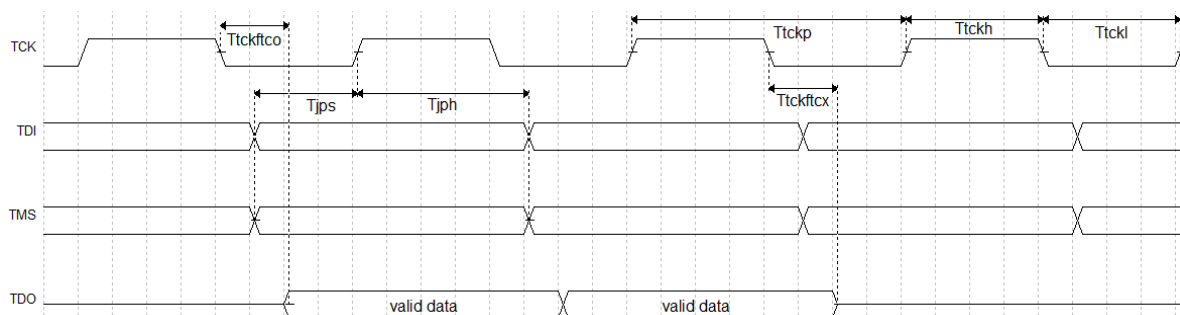 Ttckftco
TCK
Ttckp
Ttckh
Ttckl
Tjps
Tjph
Ttckftcx
TDI
TMS
TDO
valid data
valid data